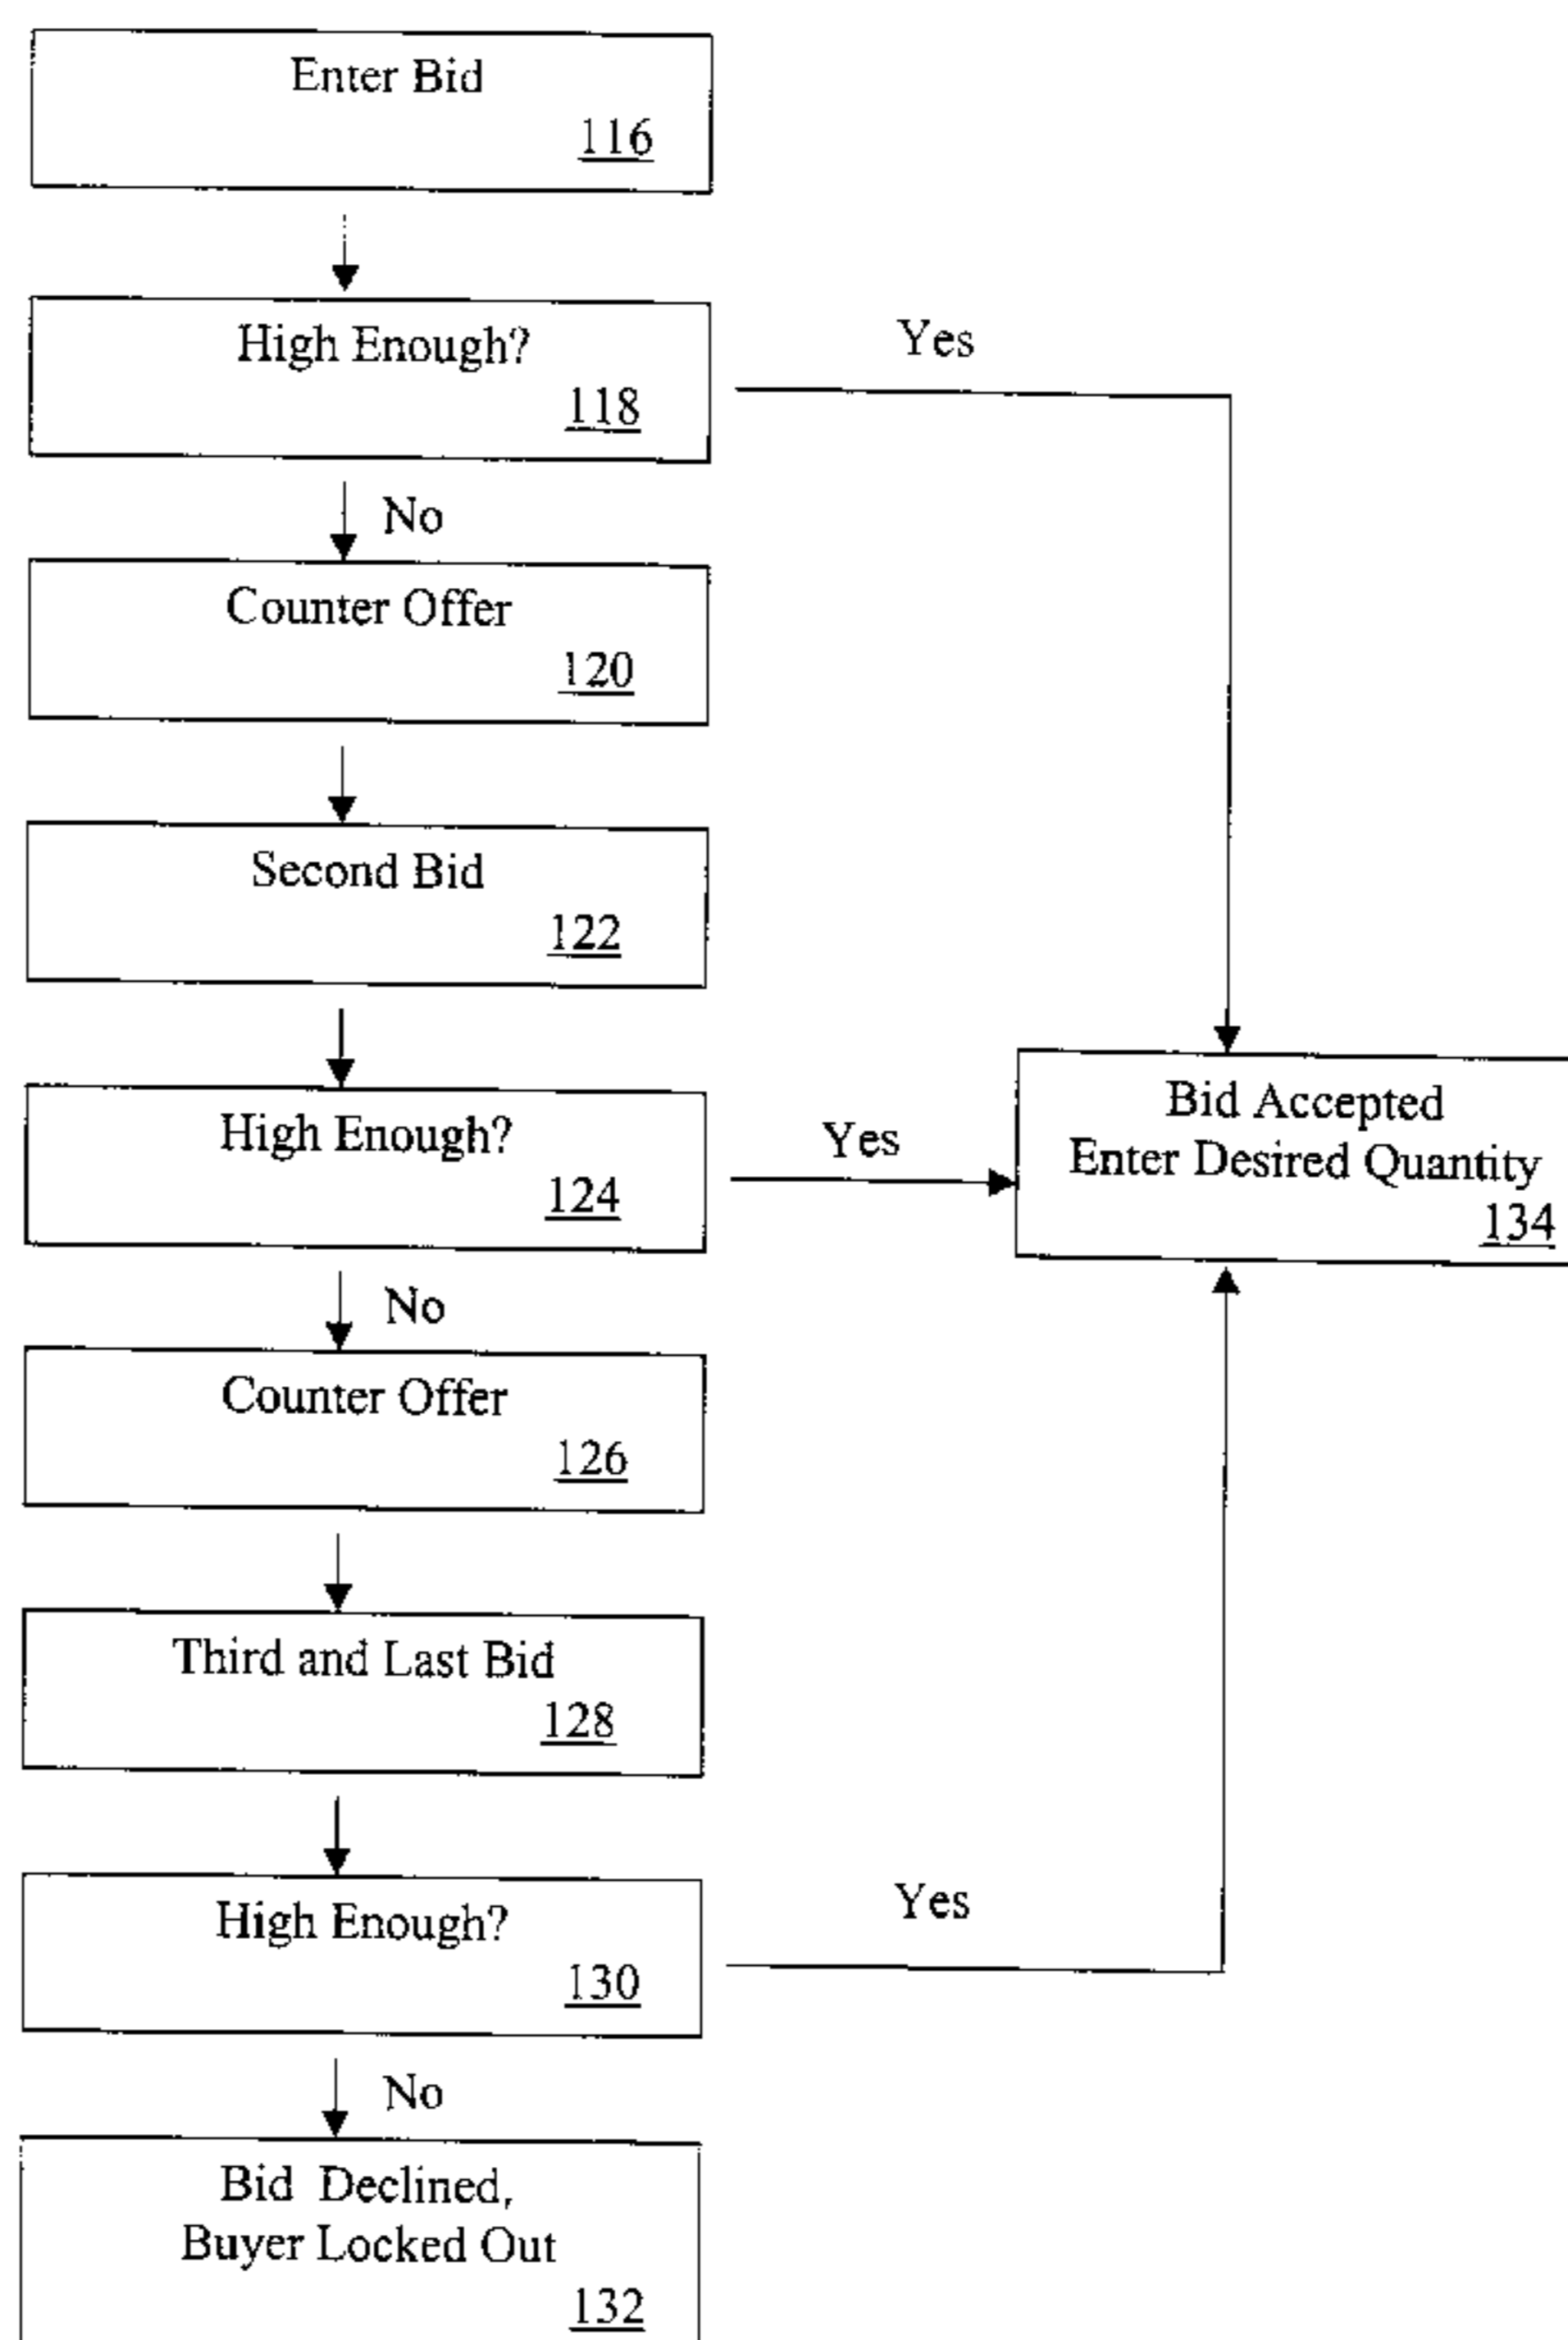 Enter Bid
116
High Enough?
118
Yes
No
Counter Offer
120
Second Bid
122
High Enough?
124
Yes
Bid Accepted
Enter Desired Quantity
134
No
Counter Offer
126
Third and Last Bid
128
High Enough?
130
Yes
No
Bid Declined,
Buyer Locked Out
132